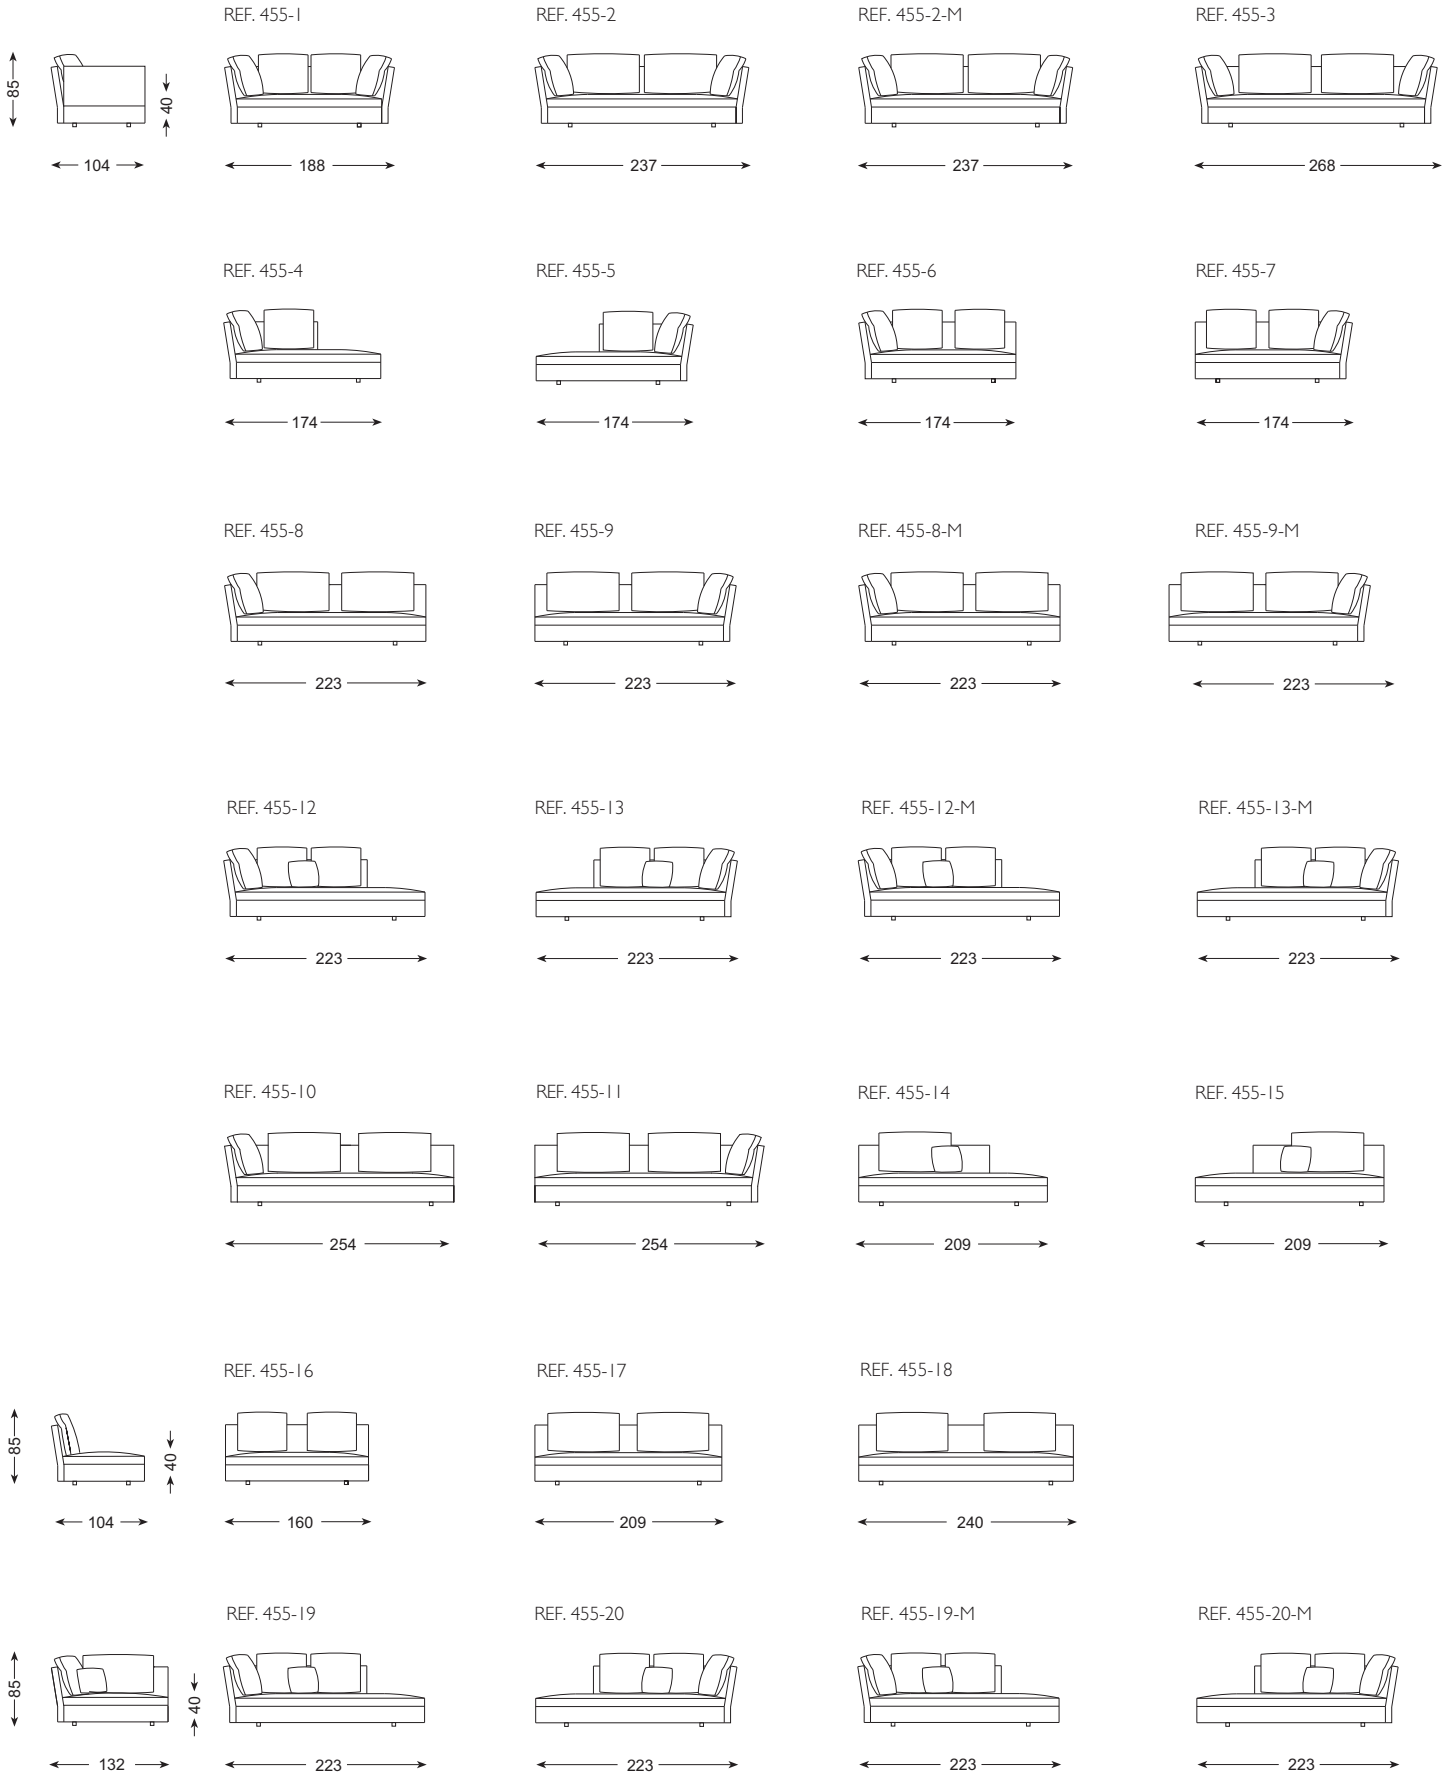 REF. 455-1
REF. 455-2
REF. 455-2-M
REF. 455-3
85
40
104
188
237
237
268
REF. 455-4
REF. 455-5
REF. 455-6
REF. 455-7
174
174
174
174
REF. 455-8
REF. 455-9
REF. 455-8-M
REF. 455-9-M
223
223
223
223
REF. 455-12
REF. 455-13
REF. 455-12-M
REF. 455-13-M
223
223
223
223
REF. 455-10
REF. 455-11
REF. 455-14
REF. 455-15
254
254
209
209
REF. 455-16
REF. 455-17
REF. 455-18
85
40
104
160
209
240
REF. 455-19
REF. 455-20
REF. 455-19-M
REF. 455-20-M
85
40
132
223
223
223
223